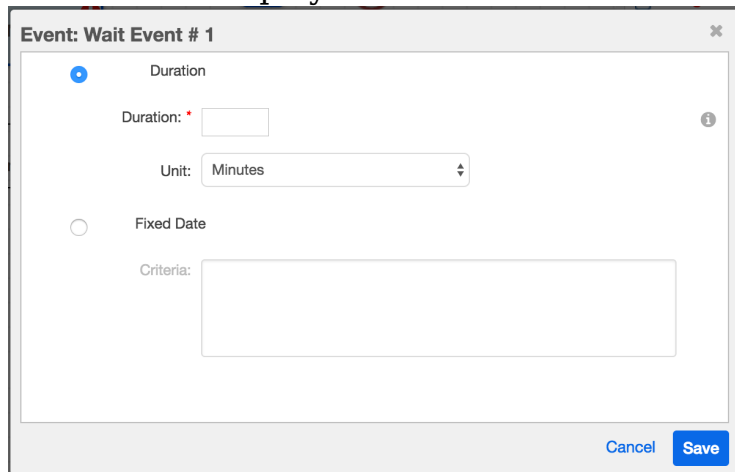 Event: Wait Event # 1
Duration
Duration: *
Unit: Minutes
Fixed Date
Criteria:
Cancel Save